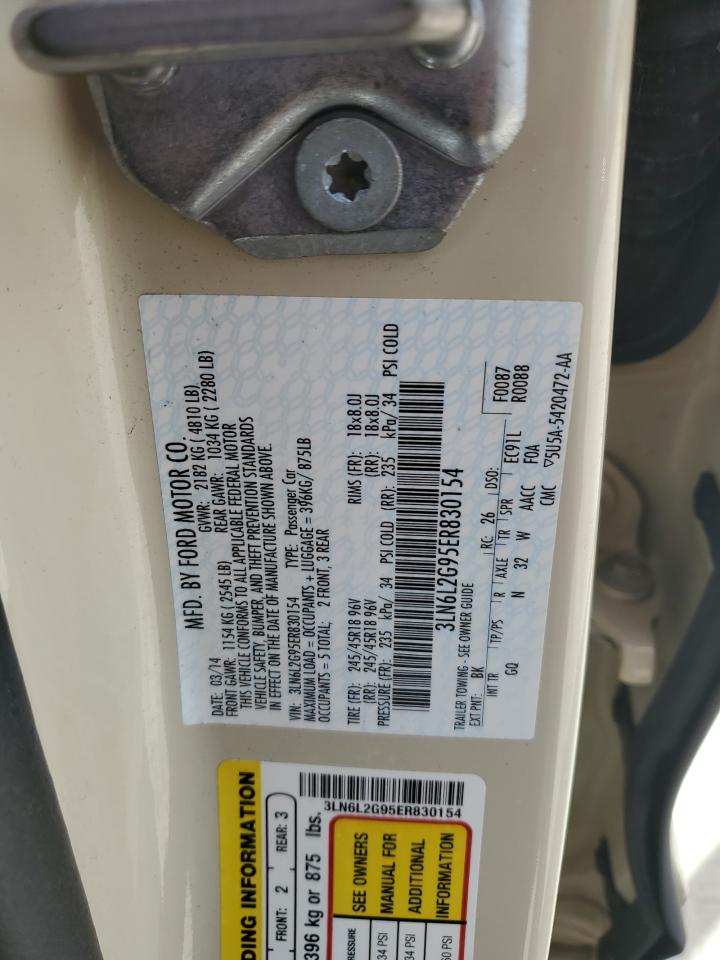 MFD. BY FORD MOTOR CO.
DATE: 03/14 GVWR: 2182 KG ( 4810 LB)
FRONT GAWR: 1154 KG ( 2545 LB) REAR GAWR: 1034 KG ( 2280 LB)
THIS VEHICLE CONFORMS TO ALL APPLICABLE FEDERAL MOTOR
VEHICLE SAFETY, BUMPER, AND THEFT PREVENTION STANDARDS
IN EFFECT ON THE DATE OF MANUFACTURE SHOWN ABOVE.
VIN: 3LN6L2G95ER830154 TYPE: Passenger Car
MAXIMUM LOAD = OCCUPANTS + LUGGAGE = 396KG/ 875LB
OCCUPANTS = 5 TOTAL: 2 FRONT, 3 REAR
TIRE (FR): 245/45R18 96V RIMS (FR): 18x8.0J
(RR): 245/45R18 96V (RR): 18x8.0J
PRESSURE (FR): 235 kPa/ 34 PSI COLD (RR): 235 kPa/ 34 PSI COLD
3LN6L2G95ER830154
TRAILER TOWING - SEE OWNER GUIDE
EXT PNT: BK RC: 26 DSO: F0087
R0088
INT TR TP/PS R AXLE TR SPR EC91L
GQ N 32 W AACC FOA
CMC ▽5U5A-5420472-AA
3LN6L2G95ER830154
DING INFORMATION
FRONT: 2 REAR: 3
396 kg or 875 lbs.
SEE OWNERS
MANUAL FOR
ADDITIONAL
INFORMATION
PRESSURE
34 PSI
34 PSI
60 PSI